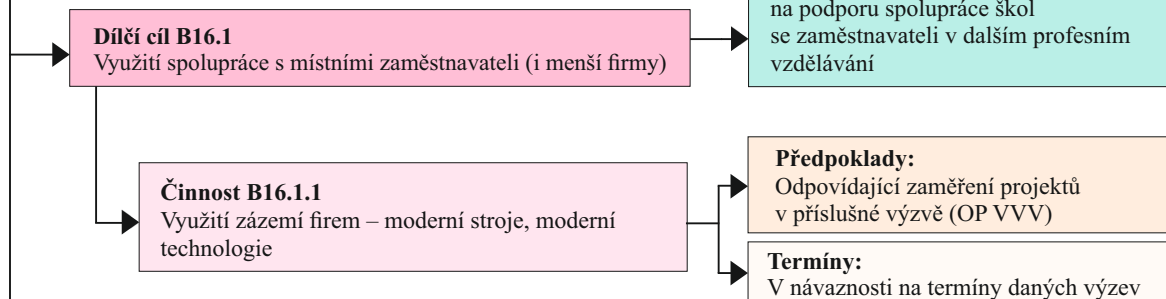 Dílčí cíl B16.1
Využití spolupráce s místními zaměstnavateli (i menší firmy)
na podporu spolupráce škol
se zaměstnavateli v dalším profesním
vzdělávání
Činnost B16.1.1
Využití zázemí firem – moderní stroje, moderní
technologie
Předpoklady:
Odpovídající zaměření projektů
v příslušné výzvě (OP VVV)
Termíny:
V návaznosti na termíny daných výzev